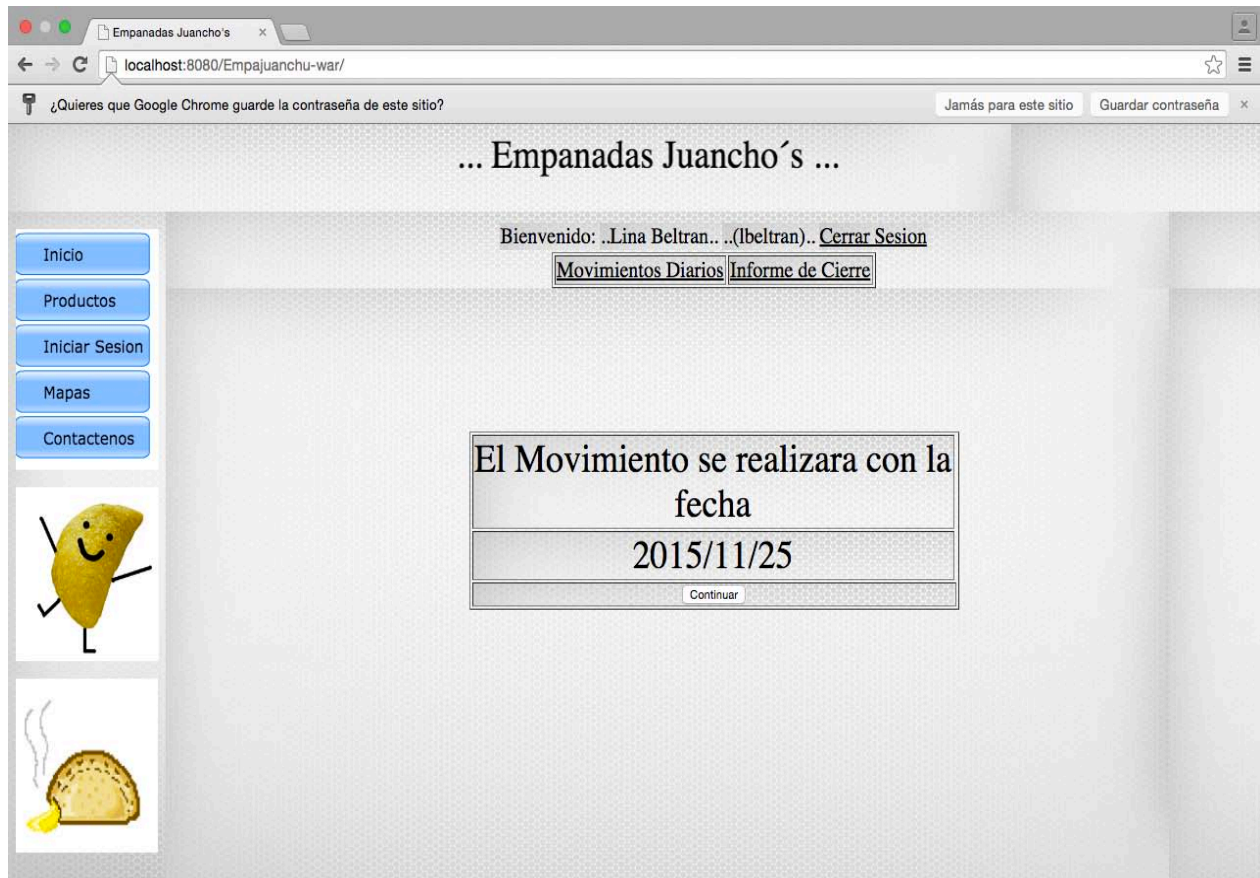 Empanadas Juancho's
localhost:8080/Empajuanchu-war/
¿Quieres que Google Chrome guarde la contraseña de este sitio?
Jamás para este sitio
Guardar contraseña
... Empanadas Juancho´s ...
Bienvenido: ..Lina Beltran.. ..(lbeltran).. Cerrar Sesion
Movimientos Diarios Informe de Cierre
Inicio
Productos
Iniciar Sesion
Mapas
Contactenos
El Movimiento se realizara con la
fecha
2015/11/25
Continuar